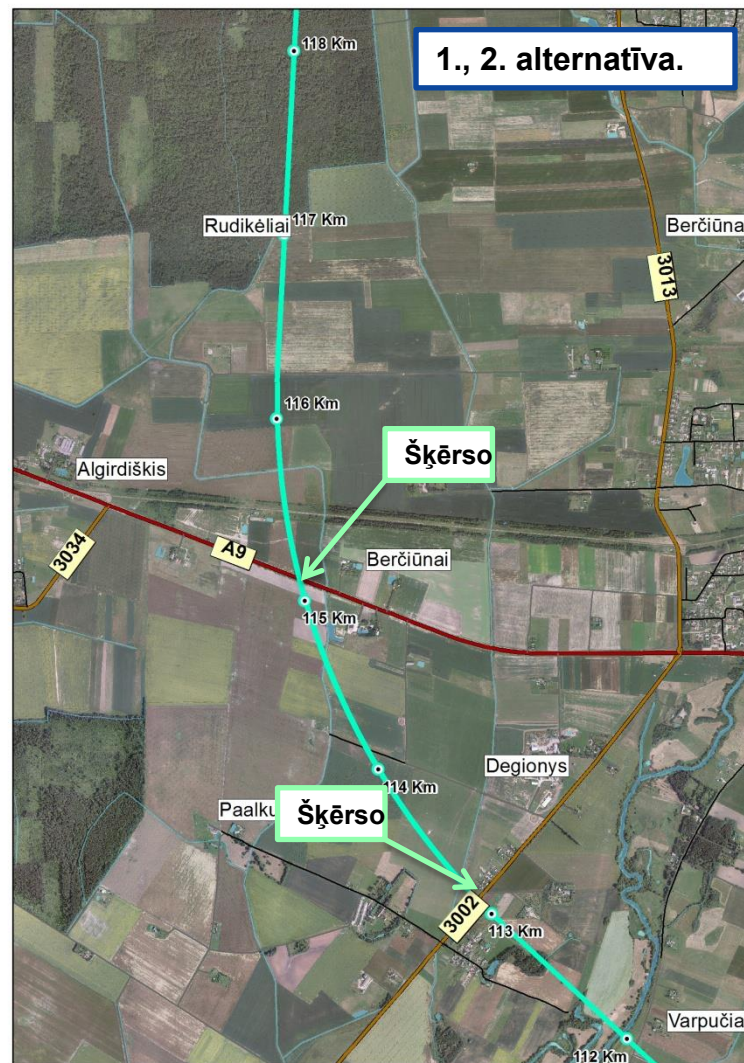 118 Km
1., 2. alternatīva.
Rudikėliai
117 Km
Berčiūna
3013
116 Km
Šķērso
Algirdiškis
3034
A9
Berčiūnai
115 Km
Degionys
114 Km
Paalku
Šķērso
3002
113 Km
Varpučia
112 Km